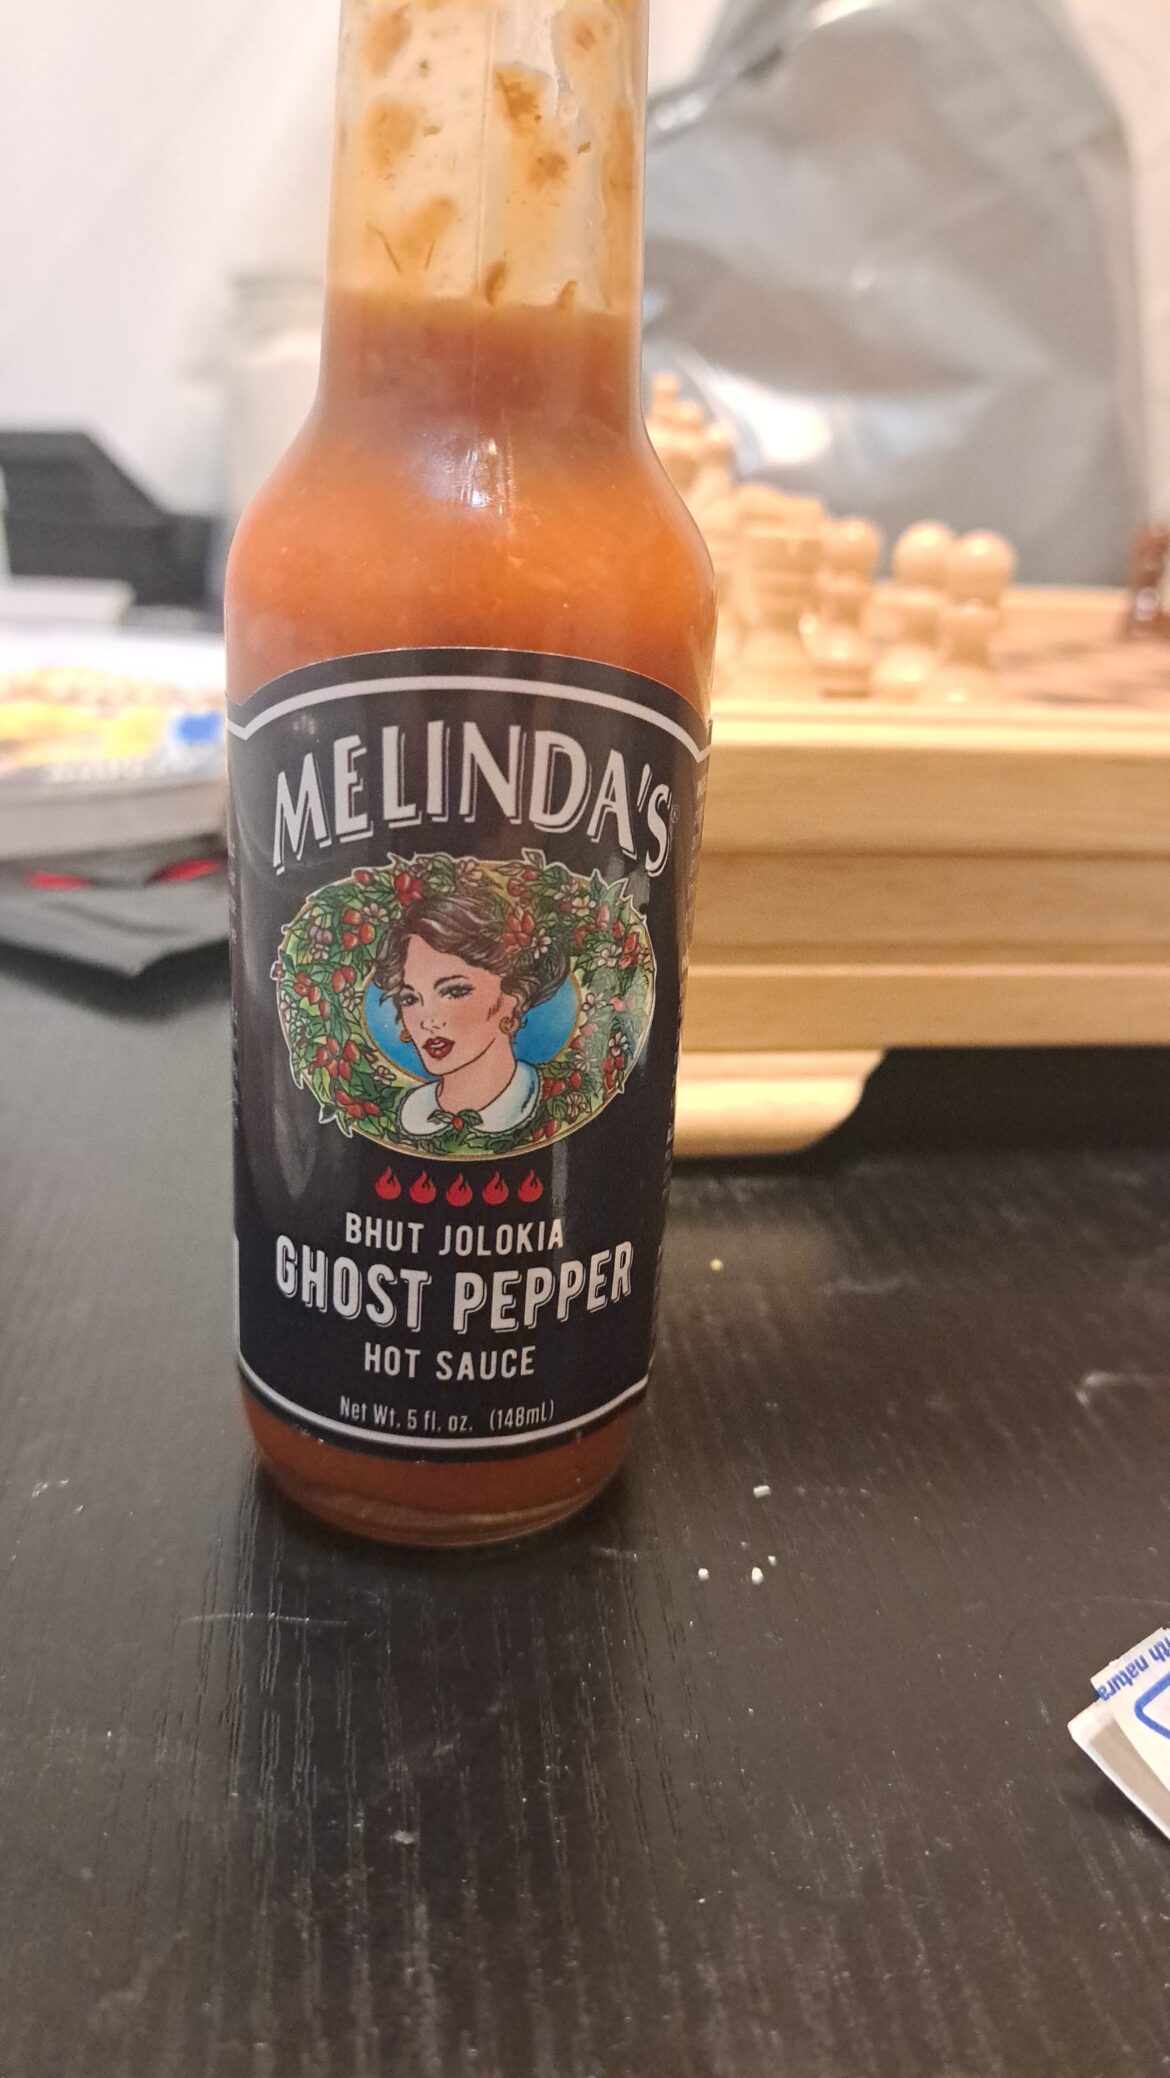 MELINDA'S®
BHUT JOLOKIA
GHOST PEPPER
HOT SAUCE
Net Wt. 5 fl. oz. (148mL)